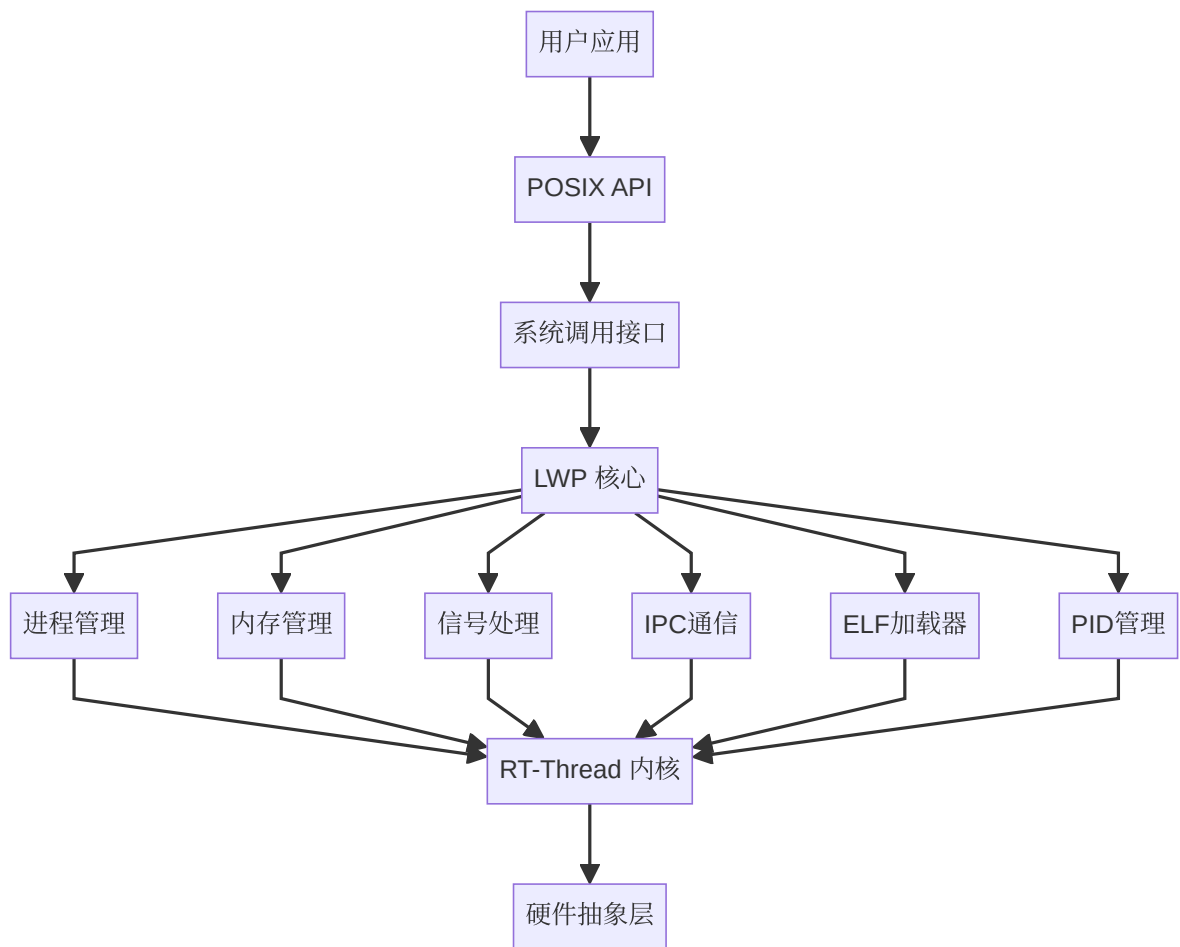 用户应用
POSIX API
系统调用接口
LWP 核心
进程管理
内存管理
信号处理
IPC通信
ELF加载器
PID管理
RT-Thread 内核
硬件抽象层